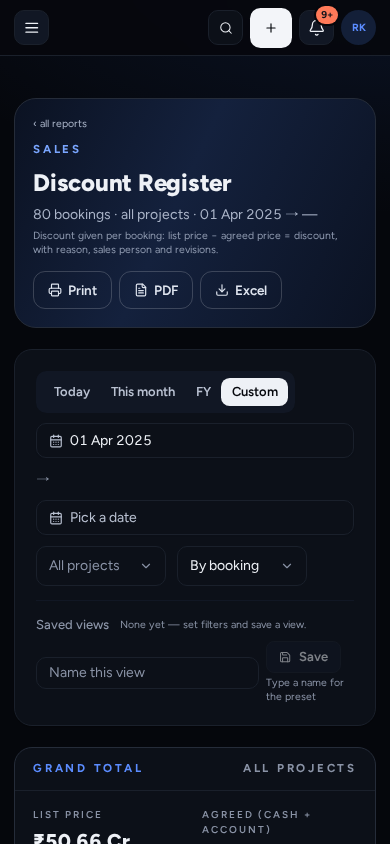 9+
RK
‹ all reports
SALES
Discount Register
80 bookings · all projects · 01 Apr 2025 → —
Discount given per booking: list price − agreed price = discount,
with reason, sales person and revisions.
Print PDF Excel
Today This month FY Custom
01 Apr 2025
→
Pick a date
All projects By booking
Saved views None yet — set filters and save a view.
Name this view Save
Type a name for
the preset
GRAND TOTAL ALL PROJECTS
LIST PRICE AGREED (CASH +
ACCOUNT)
₹50.66 Cr